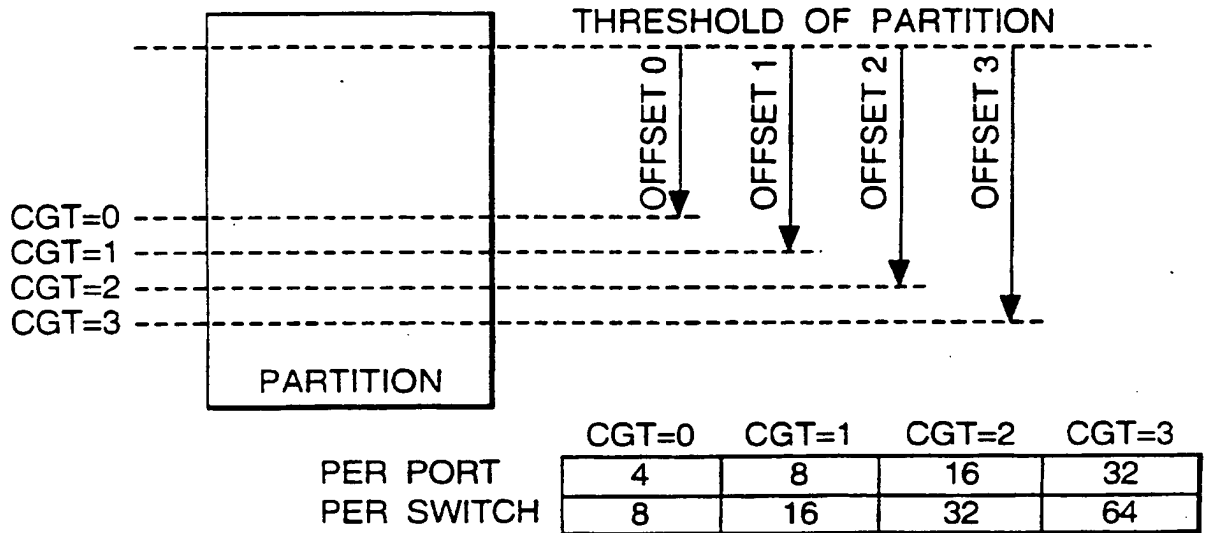 THRESHOLD OF PARTITION
OFFSET 0
OFFSET 1
OFFSET 2
OFFSET 3
CGT=0
CGT=1
CGT=2
CGT=3
PARTITION
CGT=0 CGT=1 CGT=2 CGT=3
PER PORT 4 8 16 32
PER SWITCH 8 16 32 64